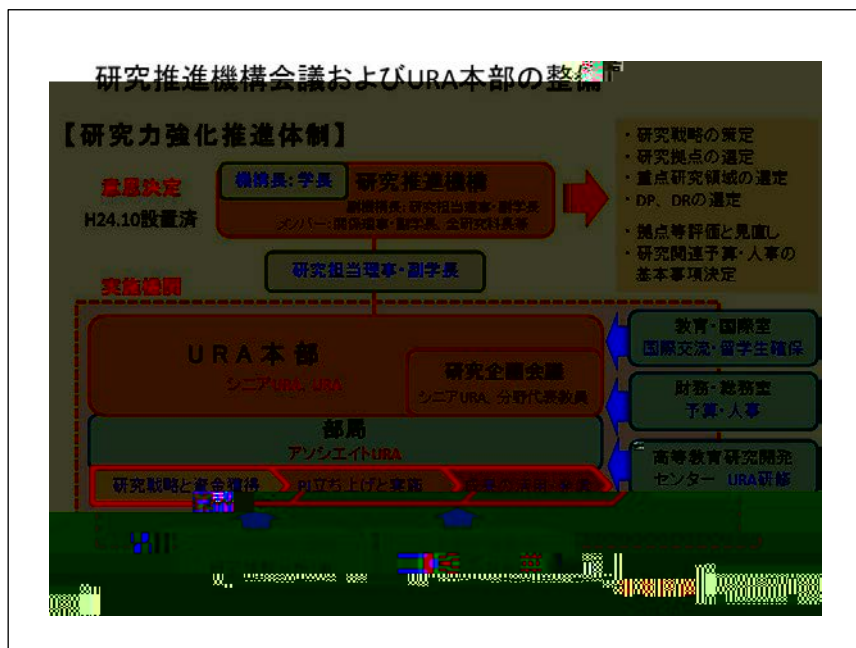 研究推進機構会議およびURA本部の整備
【研究力強化推進体制】
意思決定
H24.10設置済
機構長:学長
研究推進機構
副機構長:研究担当理事・副学長
メンバー:関係理事・副学長、全研究科長等
・研究戦略の策定
・研究拠点の選定
・重点研究領域の選定
・DP、DRの選定
・拠点等評価と見直し
・研究関連予算・人事の
基本事項決定
研究担当理事・副学長
実施機関
URA本部
シニアURA、URA
研究企画会議
シニアURA、分野代表教員
部局
アソシエイトURA
研究戦略と資金獲得
PJ立ち上げと実施
教育・国際室
国際交流・留学生確保
財務・総務室
予算・人事
高等教育研究開発
センター URA研修